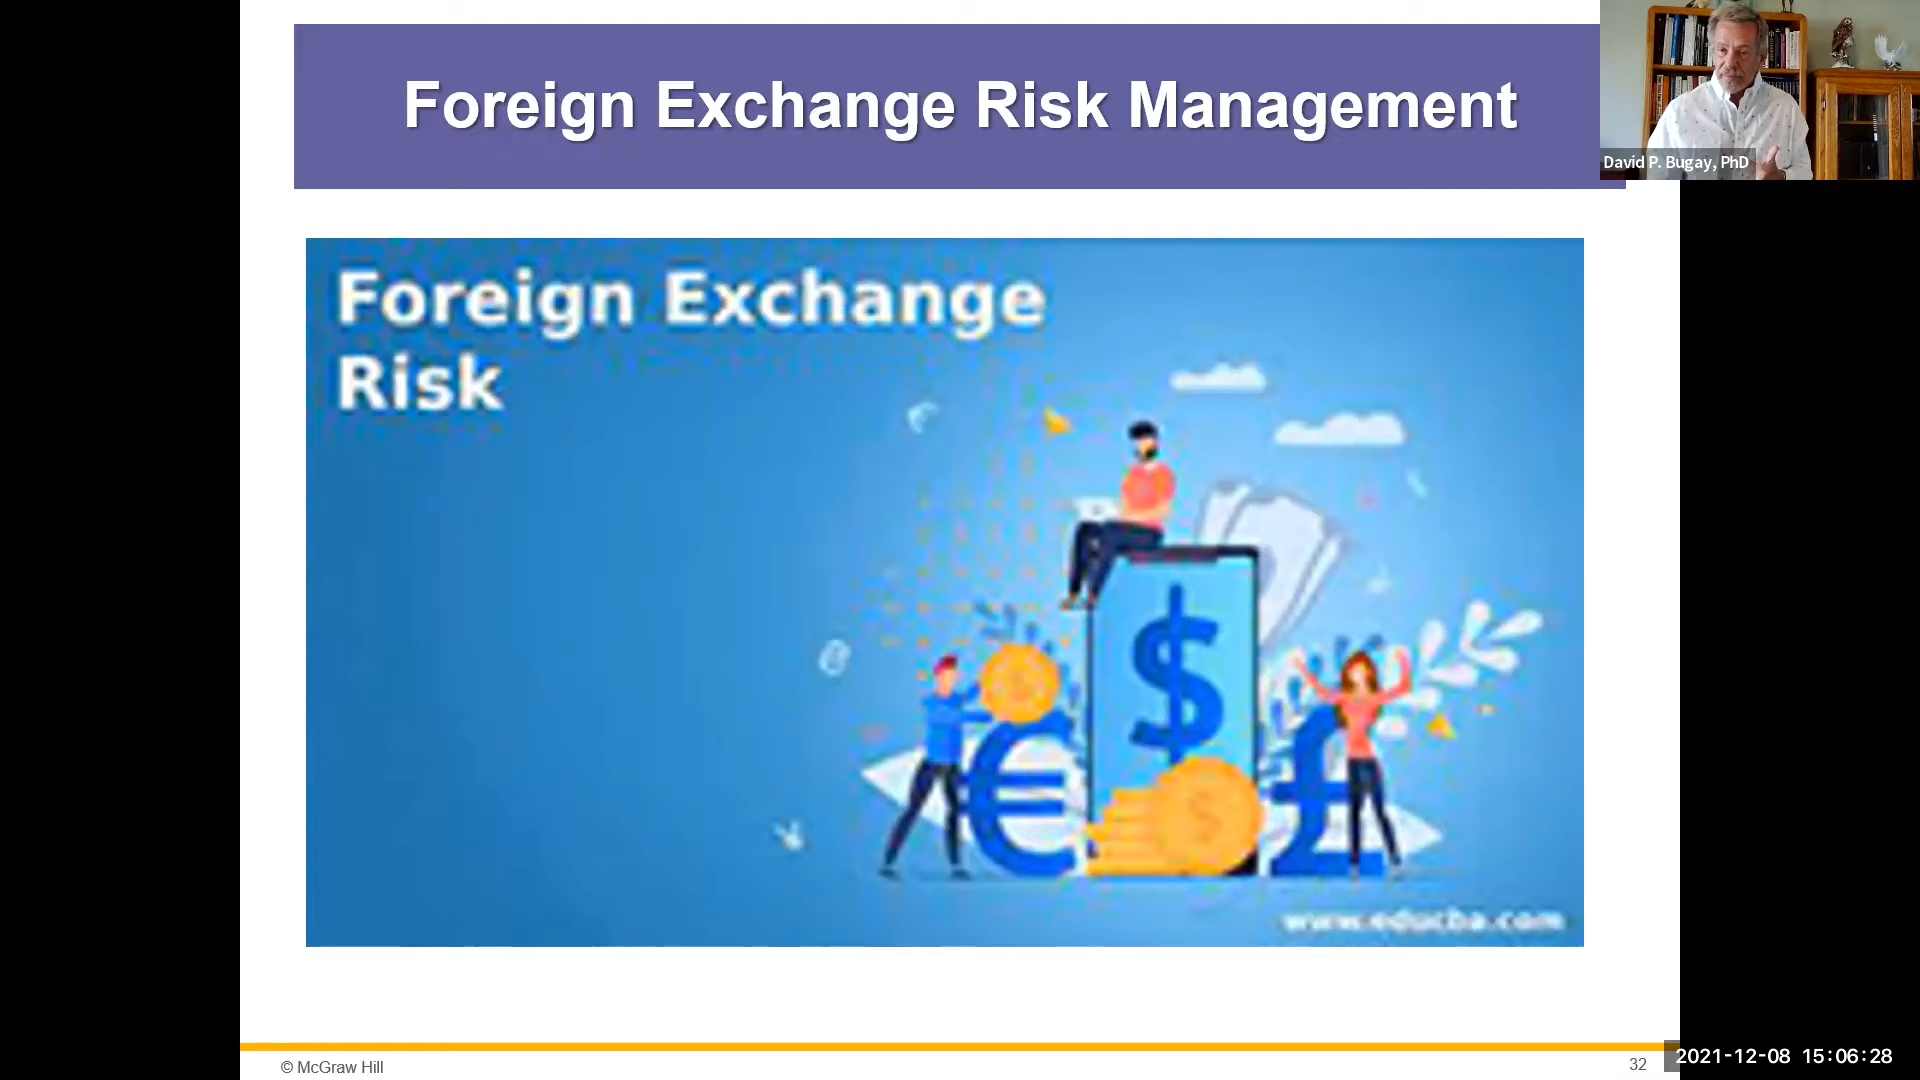 Foreign Exchange Risk Management
David P. Bugay, PhD
Foreign Exchange
Risk
$
€
£
www.educba.com
© McGraw Hill
32
2021-12-08 15:06:28